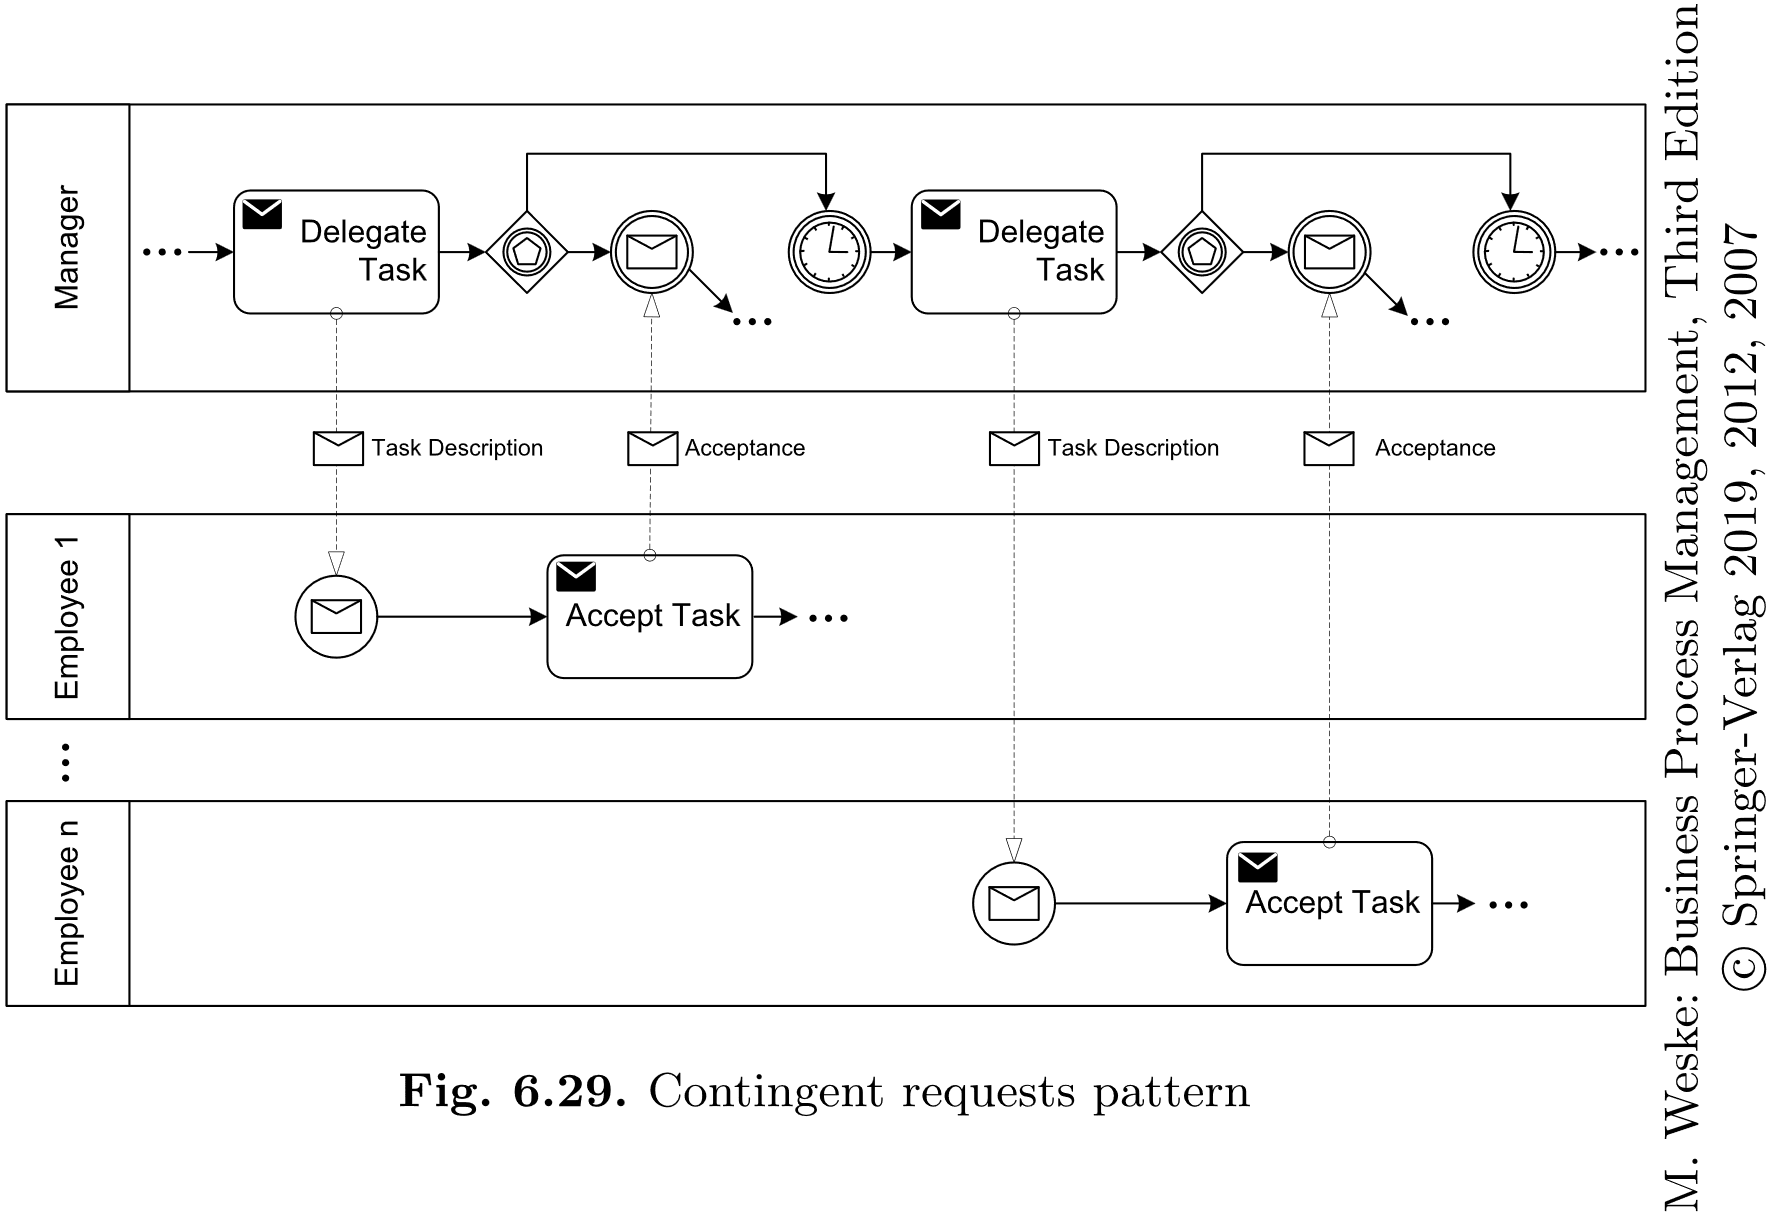 Manager
Delegate
Task
Delegate
Task
Task Description
Acceptance
Task Description
Acceptance
Employee 1
Accept Task
Employee n
Accept Task
Fig. 6.29. Contingent requests pattern
M. Weske: Business Process Management, Third Edition
© Springer-Verlag 2019, 2012, 2007